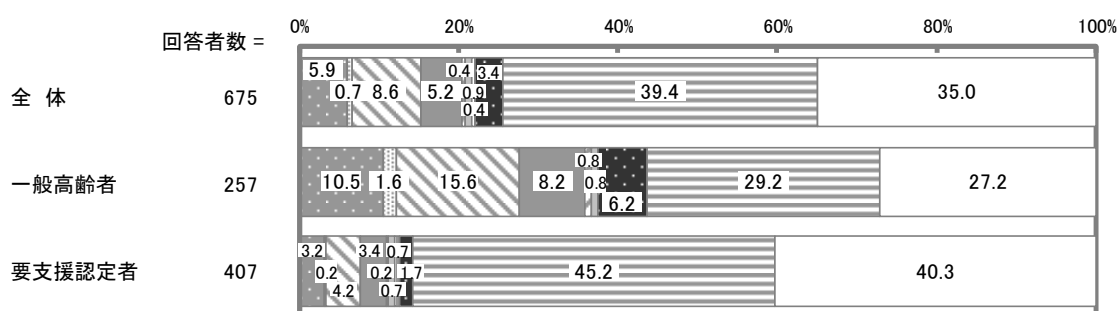 0% 20% 40% 60% 80% 100%
回答者数 =
全 体 675 5.9 0.7 8.6 5.2 0.4 0.9 0.4 3.4 39.4 35.0
一般高齢者 257 10.5 1.6 15.6 8.2 0.8 0.8 6.2 29.2 27.2
要支援認定者 407 3.2 0.2 4.2 3.4 0.2 0.7 0.7 1.7 45.2 40.3